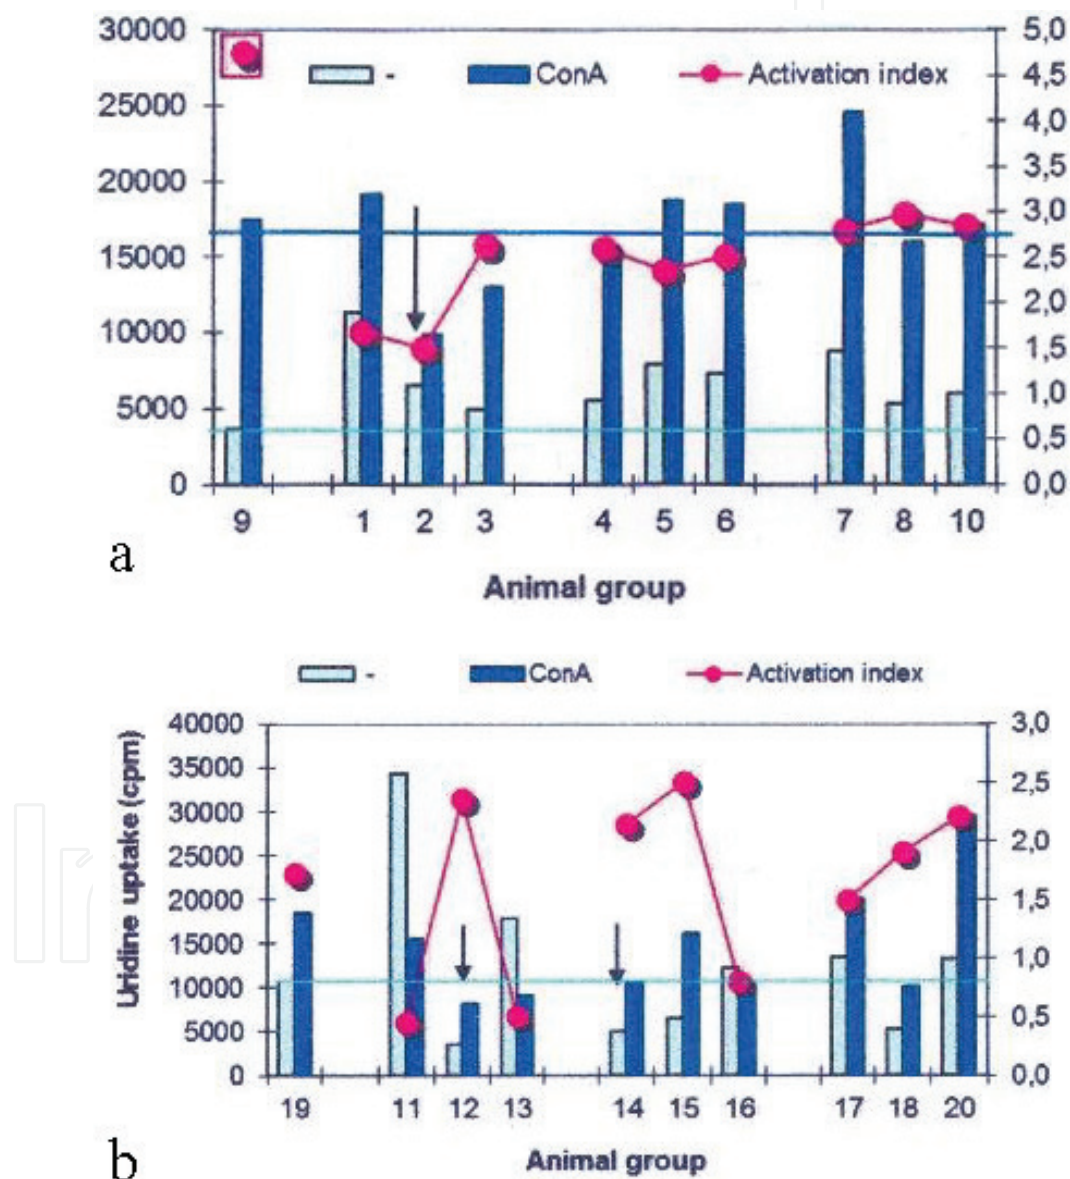 30000 5,0
- ConA Activation index
4,5
25000
4,0
20000 3,5
3,0
15000 2,5
10000 2,0
1,5
5000 1,0
0,5
0 0,0
9 1 2 3 4 5 6 7 8 10
a
Animal group
- ConA Activation index
Uridine uptake (cpm)
40000 3,0
35000 2,5
30000
25000 2,0
20000 1,5
15000
10000 1,0
5000 0,5
0 0,0
19 11 12 13 14 15 16 17 18 20
b
Animal group